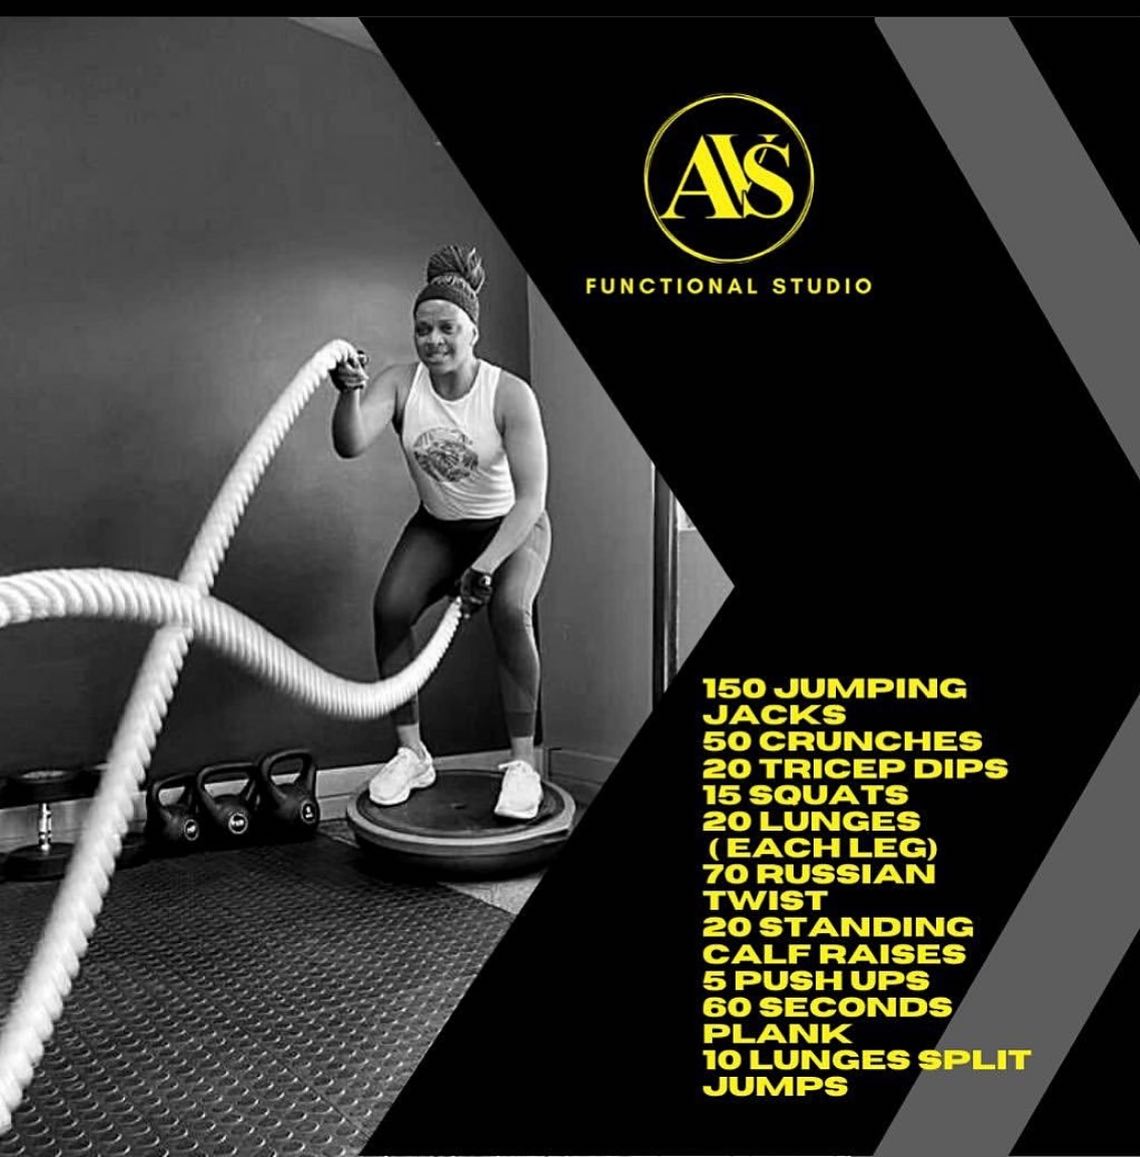 AVŠ
FUNCTIONAL STUDIO
150 JUMPING
JACKS
50 CRUNCHES
20 TRICEP DIPS
15 SQUATS
20 LUNGES
( EACH LEG)
70 RUSSIAN
TWIST
20 STANDING
CALF RAISES
5 PUSH UPS
60 SECONDS
PLANK
10 LUNGES SPLIT
JUMPS